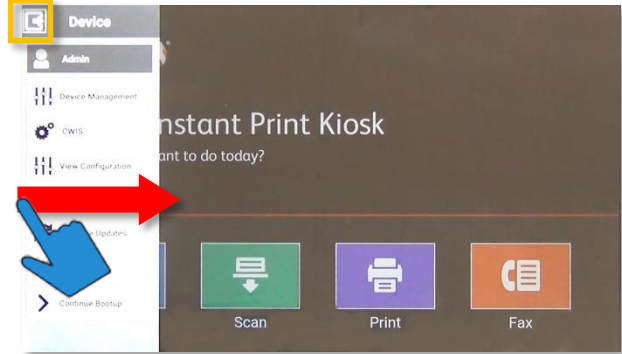 Device
Admin
Device Management
CWIS
View Configuration
Updates
Continue Bootup
nstant Print Kiosk
ant to do today?
Scan
Print
Fax